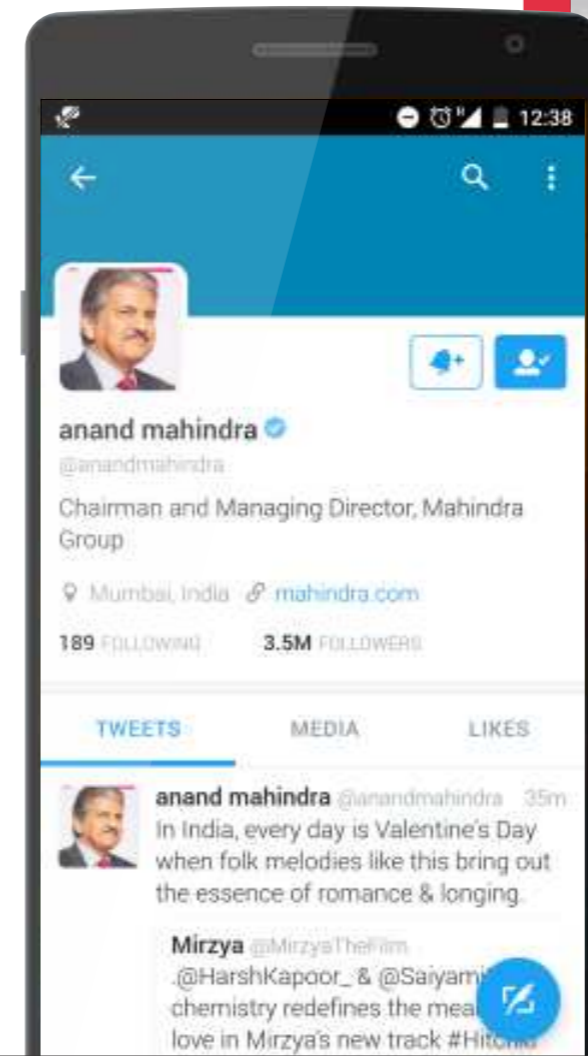 12:38
anand mahindra
@anandmahindra
Chairman and Managing Director, Mahindra
Group
Mumbai, India mahindra.com
189 FOLLOWING 3.5M FOLLOWERS
TWEETS MEDIA LIKES
anand mahindra @anandmahindra 35m
In India, every day is Valentine's Day
when folk melodies like this bring out
the essence of romance & longing.
Mirzya @MirzyaTheFilm
.@HarshKapoor_ & @Saiyami
chemistry redefines the
love in Mirzya's new track